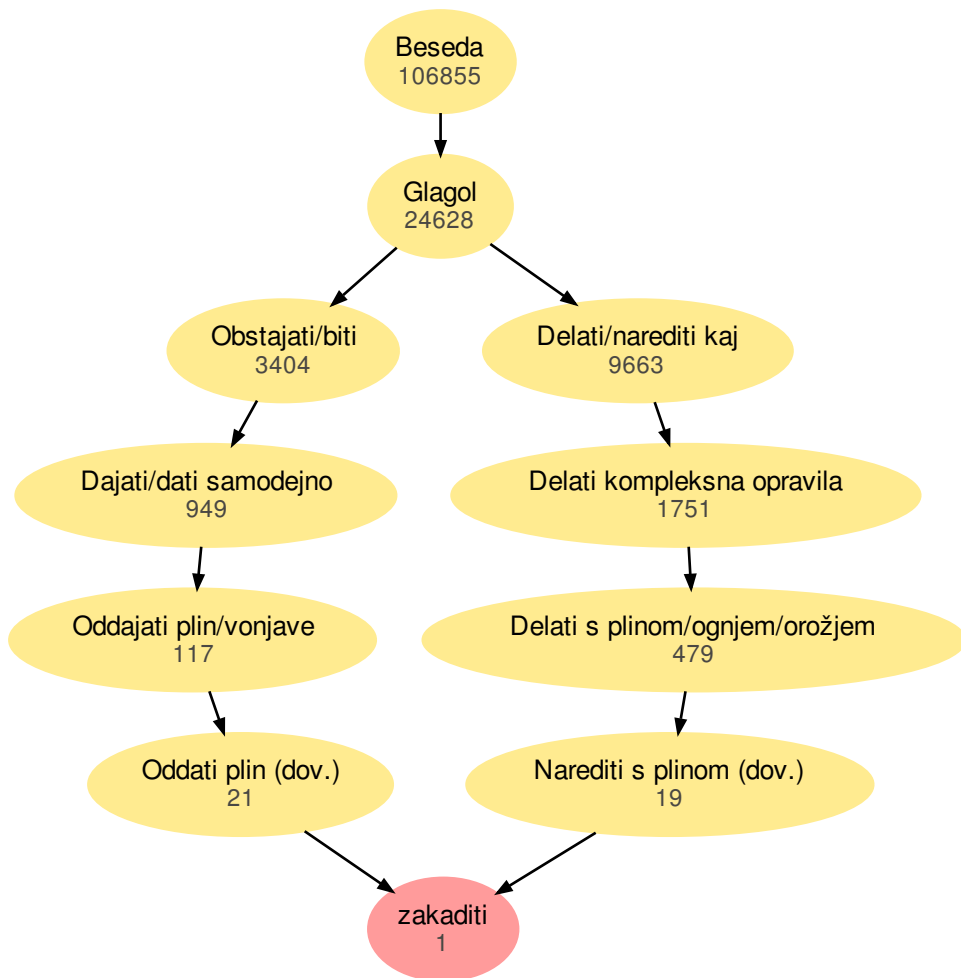 Beseda
106855
Glagol
24628
Obstajati/biti
3404
Delati/narediti kaj
9663
Dajati/dati samodejno
949
Delati kompleksna opravila
1751
Oddajati plin/vonjave
117
Delati s plinom/ognjem/orožjem
479
Oddati plin (dov.)
21
Narediti s plinom (dov.)
19
zakaditi
1